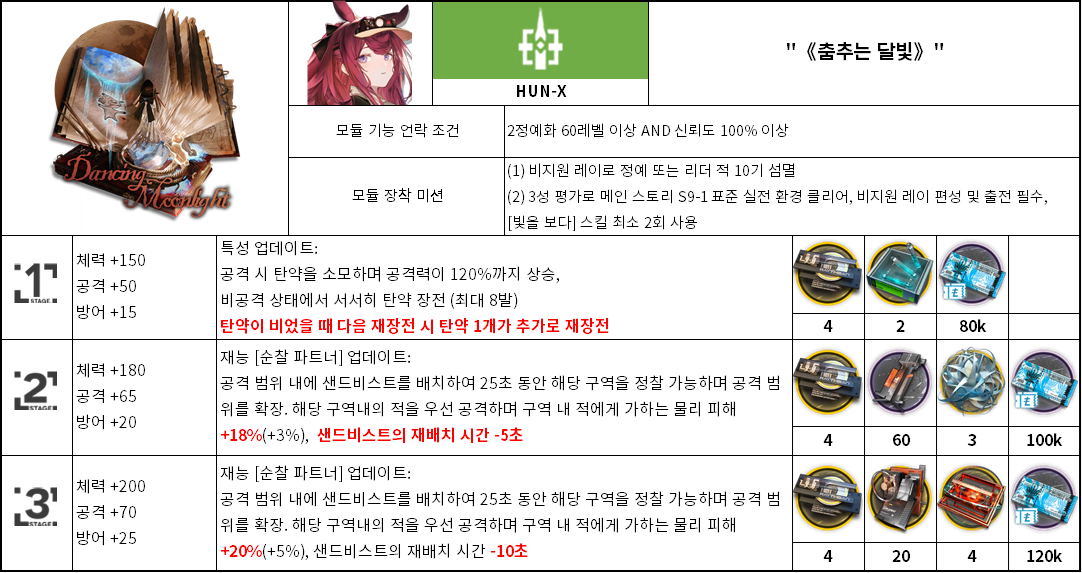 Dancing
Moonlight
HUN-X
"《춤추는 달빛》"
모듈 기능 언락 조건
2정예화 60레벨 이상 AND 신뢰도 100% 이상
모듈 장착 미션
(1) 비지원 레이로 정예 또는 리더 적 10기 섬멸
(2) 3성 평가로 메인 스토리 S9-1 표준 실전 환경 클리어, 비지원 레이 편성 및 출전 필수,
[빛을 보다] 스킬 최소 2회 사용
1
STAGE
체력 +150
공격 +50
방어 +15
특성 업데이트:
공격 시 탄약을 소모하며 공격력이 120%까지 상승,
비공격 상태에서 서서히 탄약 장전 (최대 8발)
탄약이 비었을 때 다음 재장전 시 탄약 1개가 추가로 재장전
4
2
80k
2
STAGE
체력 +180
공격 +65
방어 +20
재능 [순찰 파트너] 업데이트:
공격 범위 내에 샌드비스트를 배치하여 25초 동안 해당 구역을 정찰 가능하며 공격 범
위를 확장. 해당 구역내의 적을 우선 공격하며 구역 내 적에게 가하는 물리 피해
+18%(+3%), 샌드비스트의 재배치 시간 -5초
4
60
3
100k
3
STAGE
체력 +200
공격 +70
방어 +25
재능 [순찰 파트너] 업데이트:
공격 범위 내에 샌드비스트를 배치하여 25초 동안 해당 구역을 정찰 가능하며 공격 범
위를 확장. 해당 구역내의 적을 우선 공격하며 구역 내 적에게 가하는 물리 피해
+20%(+5%), 샌드비스트의 재배치 시간 -10초
4
20
4
120k